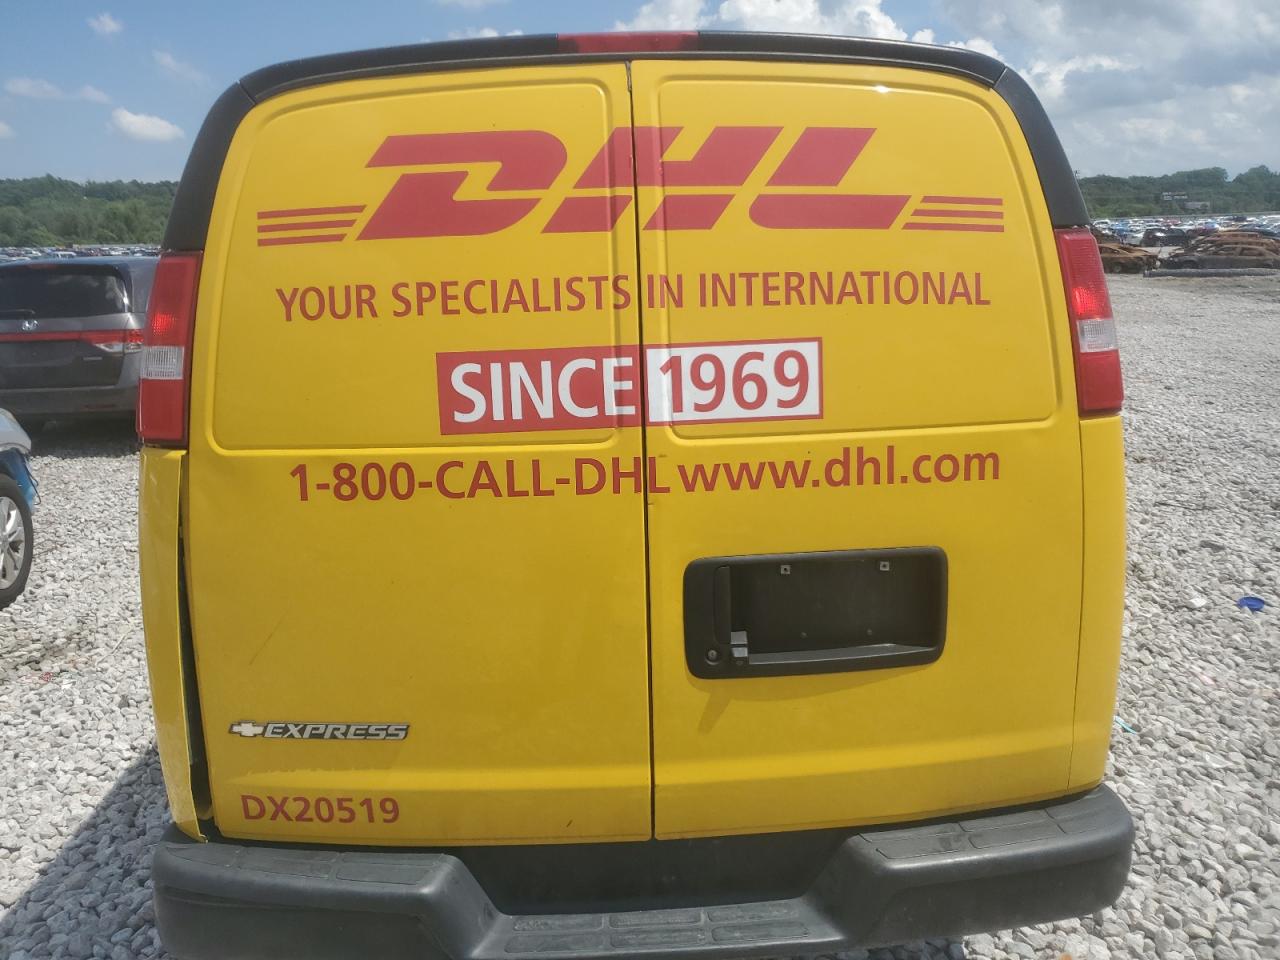 DHL
YOUR SPECIALISTS IN INTERNATIONAL
SINCE 1969
1-800-CALL-DHL www.dhl.com
EXPRESS
DX20519